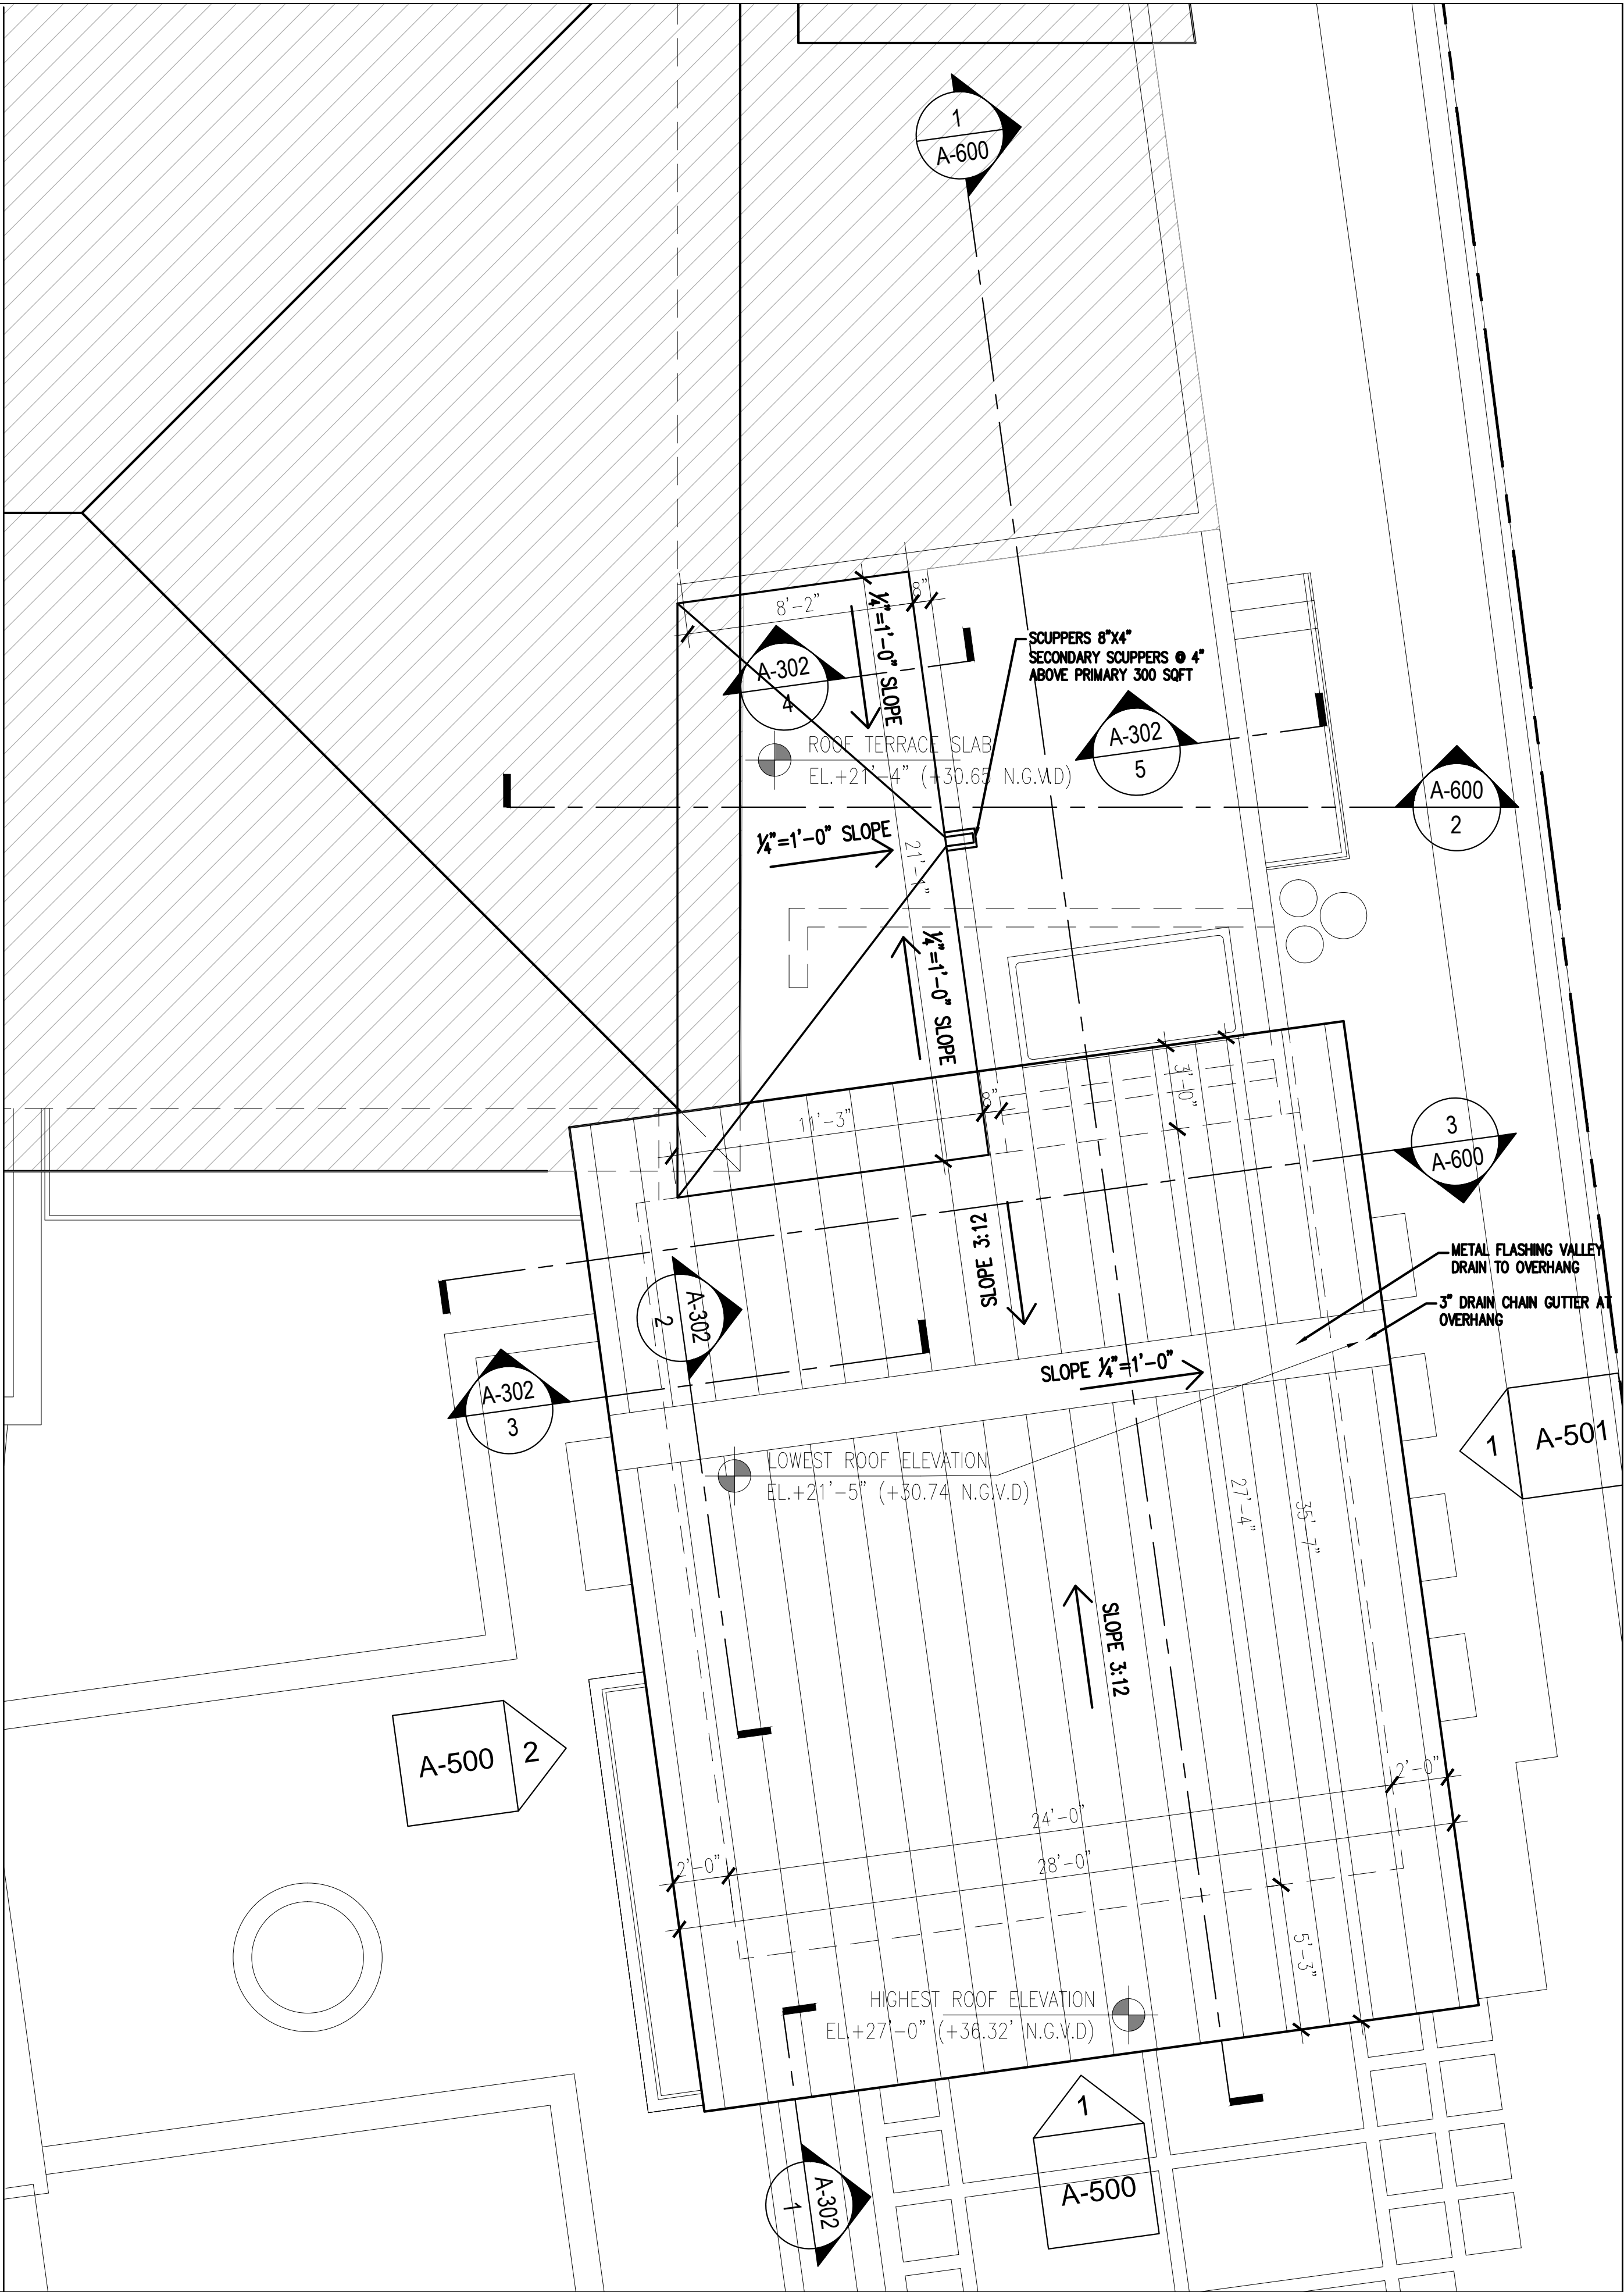 1
A-600
8'-2"
8"
¼"=1'-0" SLOPE
SCUPPERS 8"X4"
SECONDARY SCUPPERS @ 4"
ABOVE PRIMARY 300 SQFT
A-302
4
ROOF TERRACE SLAB
EL.+21'-4" (+30.65 N.G.V.D)
A-302
5
A-600
2
¼"=1'-0" SLOPE
21'-1"
¼"=1'-0" SLOPE
3'-0"
11'-3"
8"
3
A-600
SLOPE 3:12
METAL FLASHING VALLEY
DRAIN TO OVERHANG
3" DRAIN CHAIN GUTTER AT
OVERHANG
A-302
2
SLOPE ¼"=1'-0"
A-302
3
1
A-501
LOWEST ROOF ELEVATION
EL.+21'-5" (+30.74 N.G.V.D)
27'-4"
35'-7"
SLOPE 3:12
A-500
2
2'-0"
24'-0"
2'-0"
28'-0"
5'-3"
HIGHEST ROOF ELEVATION
EL.+27'-0" (+36.32' N.G.V.D)
1
A-500
A-302
1